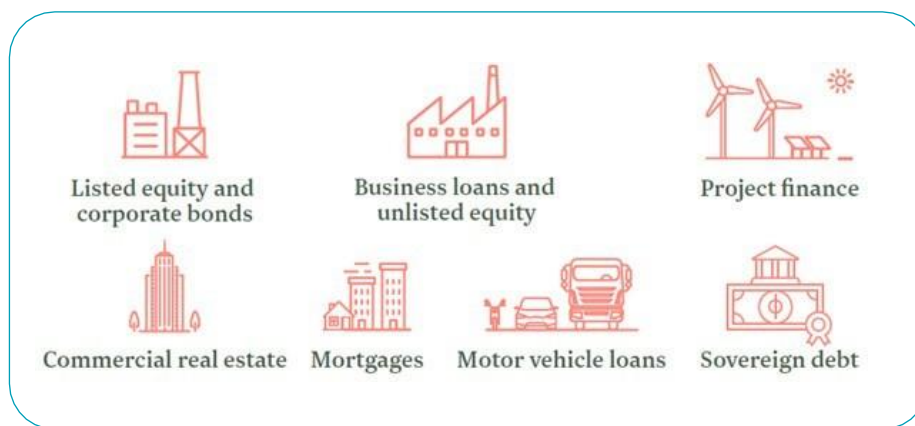 Listed equity and
corporate bonds
Business loans and
unlisted equity
Project finance
Commercial real estate
Mortgages
Motor vehicle loans
Sovereign debt